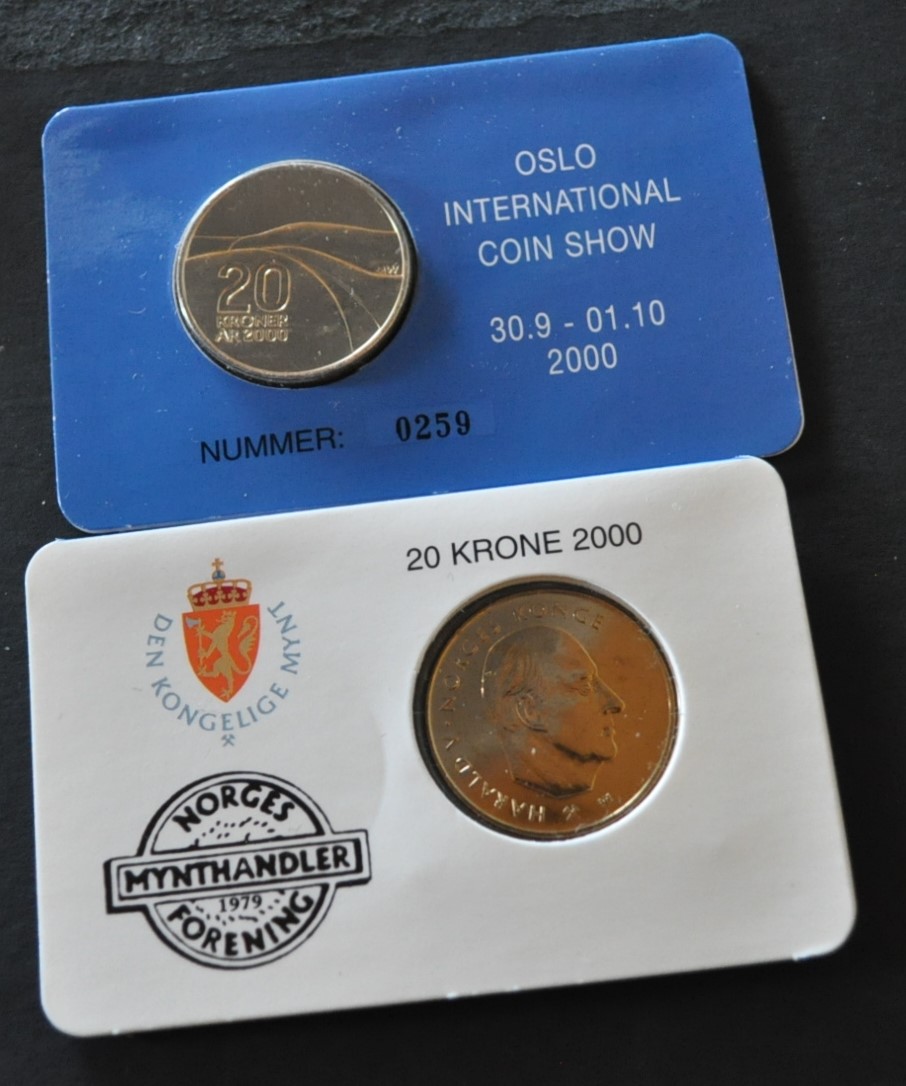 OSLO
INTERNATIONAL
COIN SHOW
30.9 - 01.10
2000
20
KRONER
ÅR 2000
NUMMER: 0259
20 KRONE 2000
DEN KONGELIGE MYNT
HARALD V · NORGES KONGE
NORGES
MYNTHANDLER
1979
FORENING